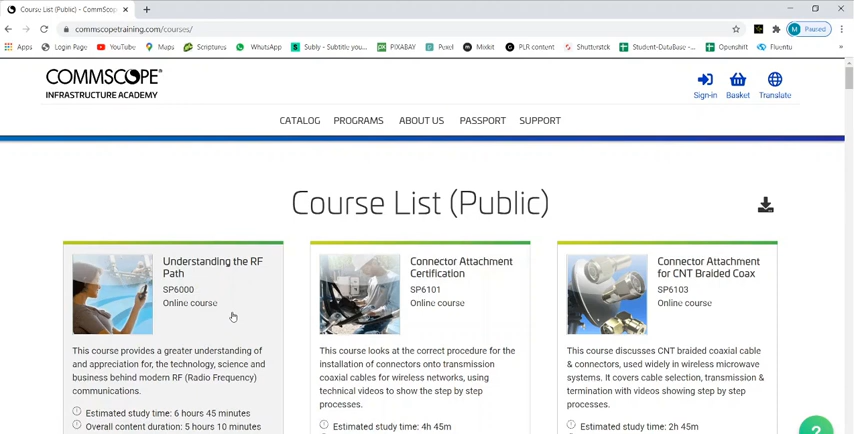 Course List (Public) - CommScop
commscopetraining.com/courses/
M Paused
Apps Login Page YouTube Maps Scriptures WhatsApp Subly - Subtitle you... PIXABAY Pexel Mixkit PLR content Shutterstck Student-DataBase -... Openshift Fluentu
COMMSCOPE®
INFRASTRUCTURE ACADEMY
Sign-in Basket Translate
CATALOG PROGRAMS ABOUT US PASSPORT SUPPORT
Course List (Public)
Understanding the RF
Path
SP6000
Online course
This course provides a greater understanding of
and appreciation for, the technology, science and
business behind modern RF (Radio Frequency)
communications.
Estimated study time: 6 hours 45 minutes
Overall content duration: 5 hours 10 minutes
Connector Attachment
Certification
SP6101
Online course
This course looks at the correct procedure for the
installation of connectors onto transmission
coaxial cables for wireless networks, using
technical videos to show the step by step
processes.
Estimated study time: 4h 45m
Connector Attachment
for CNT Braided Coax
SP6103
Online course
This course discusses CNT braided coaxial cable
& connectors, used widely in wireless microwave
systems. It covers cable selection, transmission &
termination with videos showing step by step
processes.
Estimated study time: 2h 45m
?